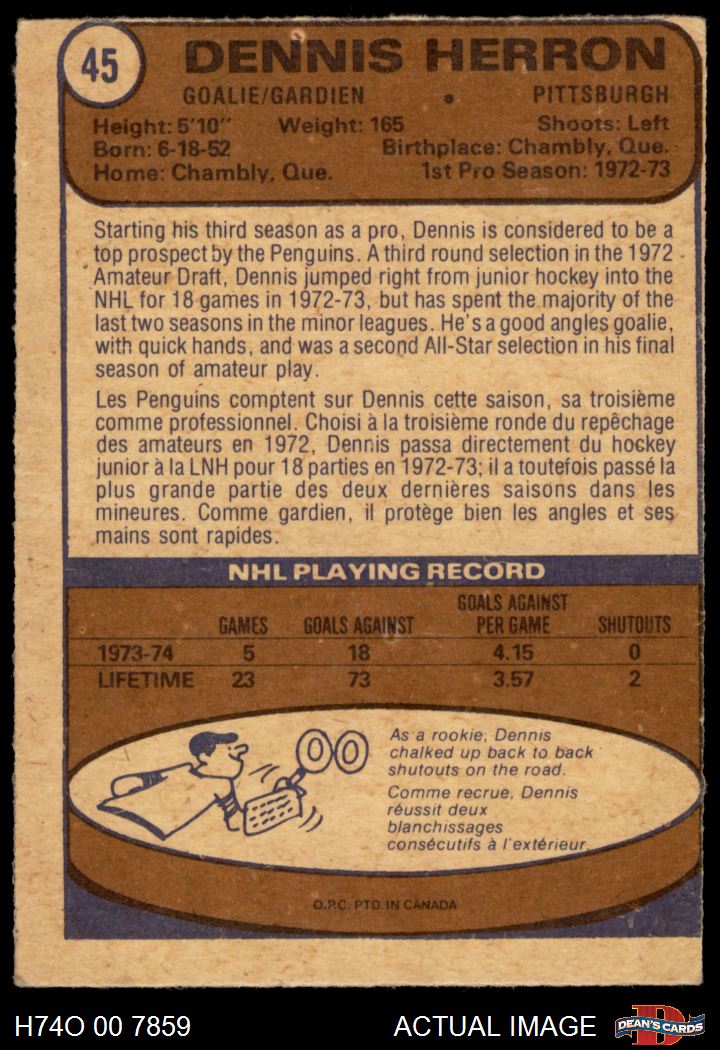 45
DENNIS HERRON
GOALIE/GARDIEN • PITTSBURGH
Height: 5'10" Weight: 165 Shoots: Left
Born: 6-18-52 Birthplace: Chambly, Que.
Home: Chambly, Que. 1st Pro Season: 1972-73
Starting his third season as a pro, Dennis is considered to be a
top prospect by the Penguins. A third round selection in the 1972
Amateur Draft, Dennis jumped right from junior hockey into the
NHL for 18 games in 1972-73, but has spent the majority of the
last two seasons in the minor leagues. He's a good angles goalie,
with quick hands, and was a second All-Star selection in his final
season of amateur play.
Les Penguins comptent sur Dennis cette saison, sa troisième
comme professionnel. Choisi à la troisième ronde du repêchage
des amateurs en 1972, Dennis passa directement du hockey
junior à la LNH pour 18 parties en 1972-73; il a toutefois passé la
plus grande partie des deux dernières saisons dans les
mineures. Comme gardien, il protège bien les angles et ses
mains sont rapides.
NHL PLAYING RECORD
GAMES GOALS AGAINST GOALS AGAINST PER GAME SHUTOUTS
1973-74 5 18 4.15 0
LIFETIME 23 73 3.57 2
As a rookie, Dennis
chalked up back to back
shutouts on the road.
Comme recrue, Dennis
réussit deux
blanchissages
consécutifs à l'extérieur.
00
O.P.C. PTD. IN CANADA
H74O 00 7859 ACTUAL IMAGE D DEAN'S CARDS